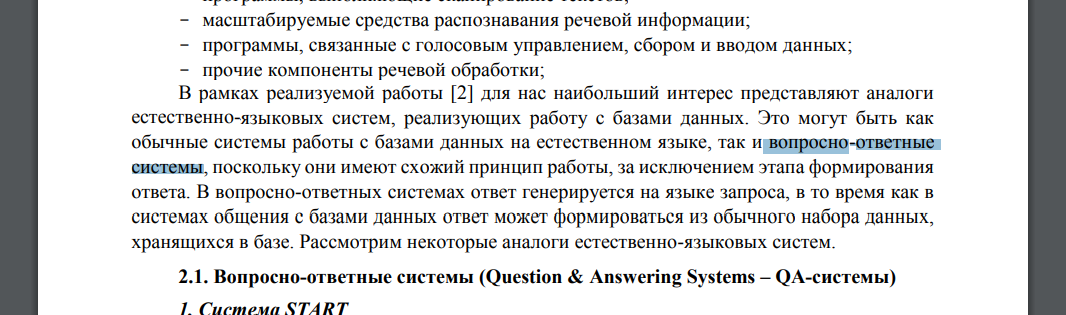 программы, выполняющие сканирование текстов;
− масштабируемые средства распознавания речевой информации;
− программы, связанные с голосовым управлением, сбором и вводом данных;
− прочие компоненты речевой обработки;
В рамках реализуемой работы [2] для нас наибольший интерес представляют аналоги
естественно-языковых систем, реализующих работу с базами данных. Это могут быть как
обычные системы работы с базами данных на естественном языке, так и вопросно-ответные
системы, поскольку они имеют схожий принцип работы, за исключением этапа формирования
ответа. В вопросно-ответных системах ответ генерируется на языке запроса, в то время как в
системах общения с базами данных ответ может формироваться из обычного набора данных,
хранящихся в базе. Рассмотрим некоторые аналоги естественно-языковых систем.
2.1. Вопросно-ответные системы (Question & Answering Systems – QA-системы)
1. Система START